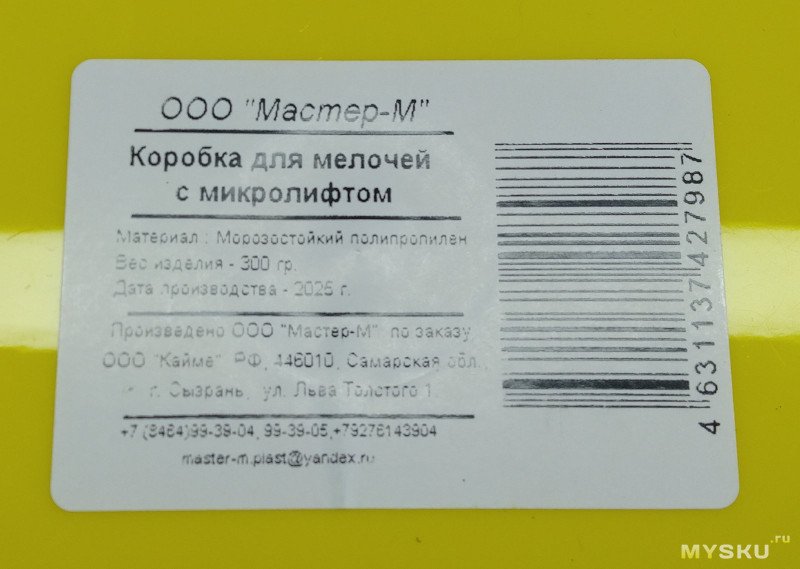 ООО "Мастер-М"
Коробка для мелочей
с микролифтом
Материал : Морозостойкий полипропилен
Вес изделия - 300 гр.
Дата производства - 2025 г.
Произведено ООО "Мастер-М" по заказу
ООО "Кайме" РФ, 446010, Самарская обл.,
г. Сызрань, ул. Льва Толстого 1
+7 (8464)99-39-04, 99-39-05,+79276143904
master-m.plast@yandex.ru
4 631137 427987
MYSKU.ru